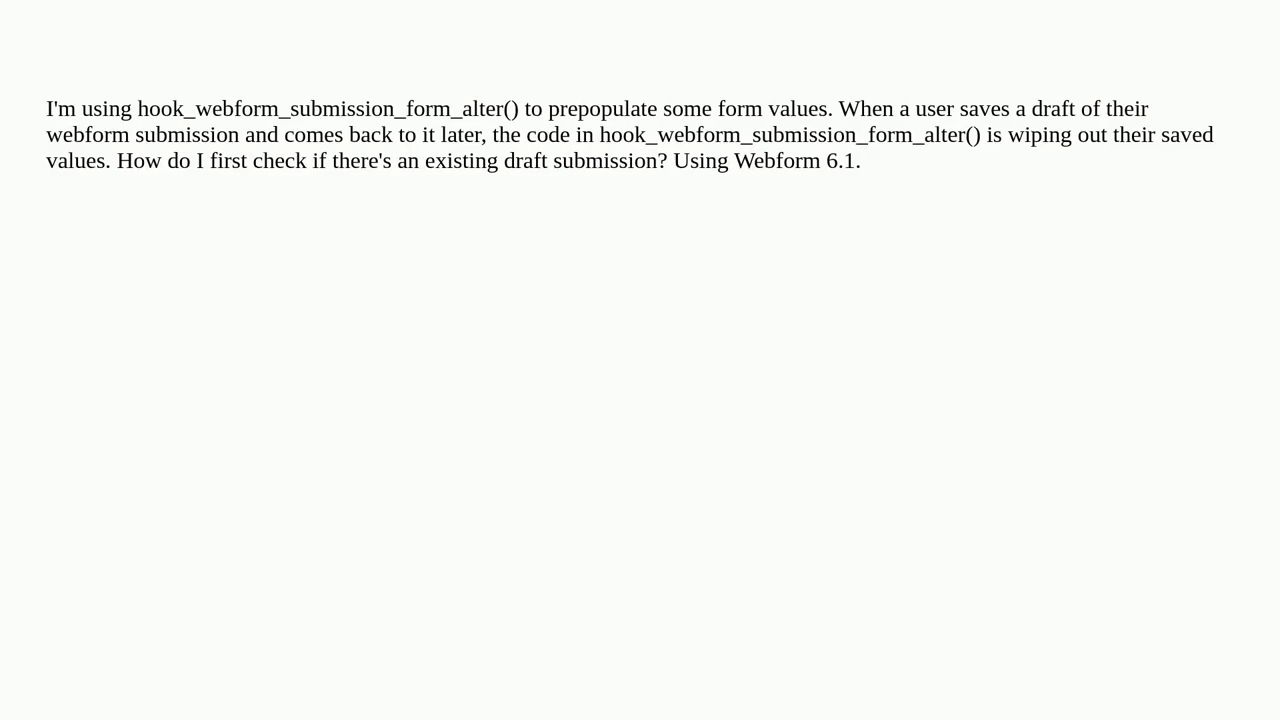 I'm using hook_webform_submission_form_alter() to prepopulate some form values. When a user saves a draft of their
webform submission and comes back to it later, the code in hook_webform_submission_form_alter() is wiping out their saved
values. How do I first check if there's an existing draft submission? Using Webform 6.1.